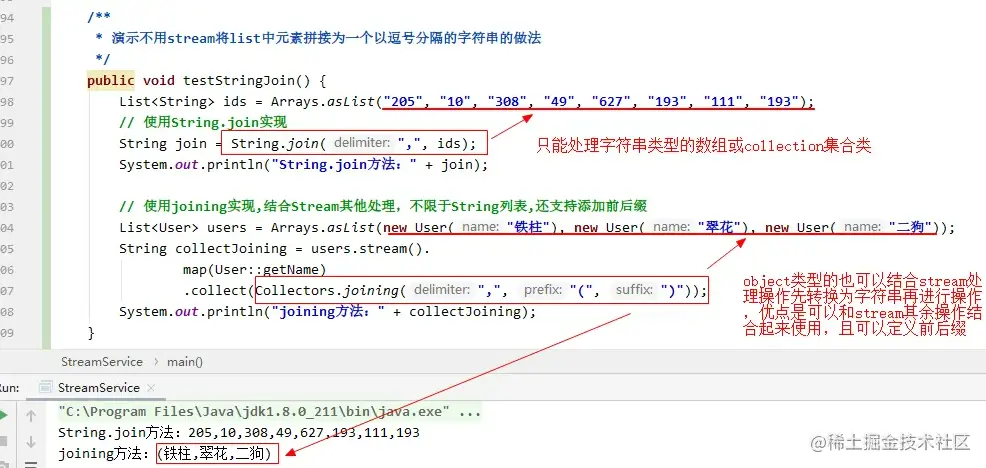 94 /**
95 * 演示不用stream将list中元素拼接为一个以逗号分隔的字符串的做法
96 */
97 public void testStringJoin() {
98 List<String> ids = Arrays.asList("205", "10", "308", "49", "627", "193", "111", "193");
99 // 使用String.join实现
00 String join = String.join( delimiter: ",", ids);
只能处理字符串类型的数组或collection集合类
01 System.out.println("String.join方法：" + join);
02
03 // 使用joining实现,结合Stream其他处理，不限于String列表,还支持添加前后缀
04 List<User> users = Arrays.asList(new User( name: "铁柱"), new User( name: "翠花"), new User( name: "二狗"));
05 String collectJoining = users.stream().
06 map(User::getName)
07 .collect(Collectors.joining( delimiter: ",", prefix: "(", suffix: ")"));
08 System.out.println("joining方法：" + collectJoining);
09 }
object类型的也可以结合stream处
理操作先转换为字符串再进行操作
，优点是可以和stream其余操作结
合起来使用，且可以定义前后缀
StreamService > main()
un: StreamService ×
"C:\Program Files\Java\jdk1.8.0_211\bin\java.exe" ...
String.join方法：205,10,308,49,627,193,111,193
joining方法：(铁柱,翠花,二狗)
@稀土掘金技术社区